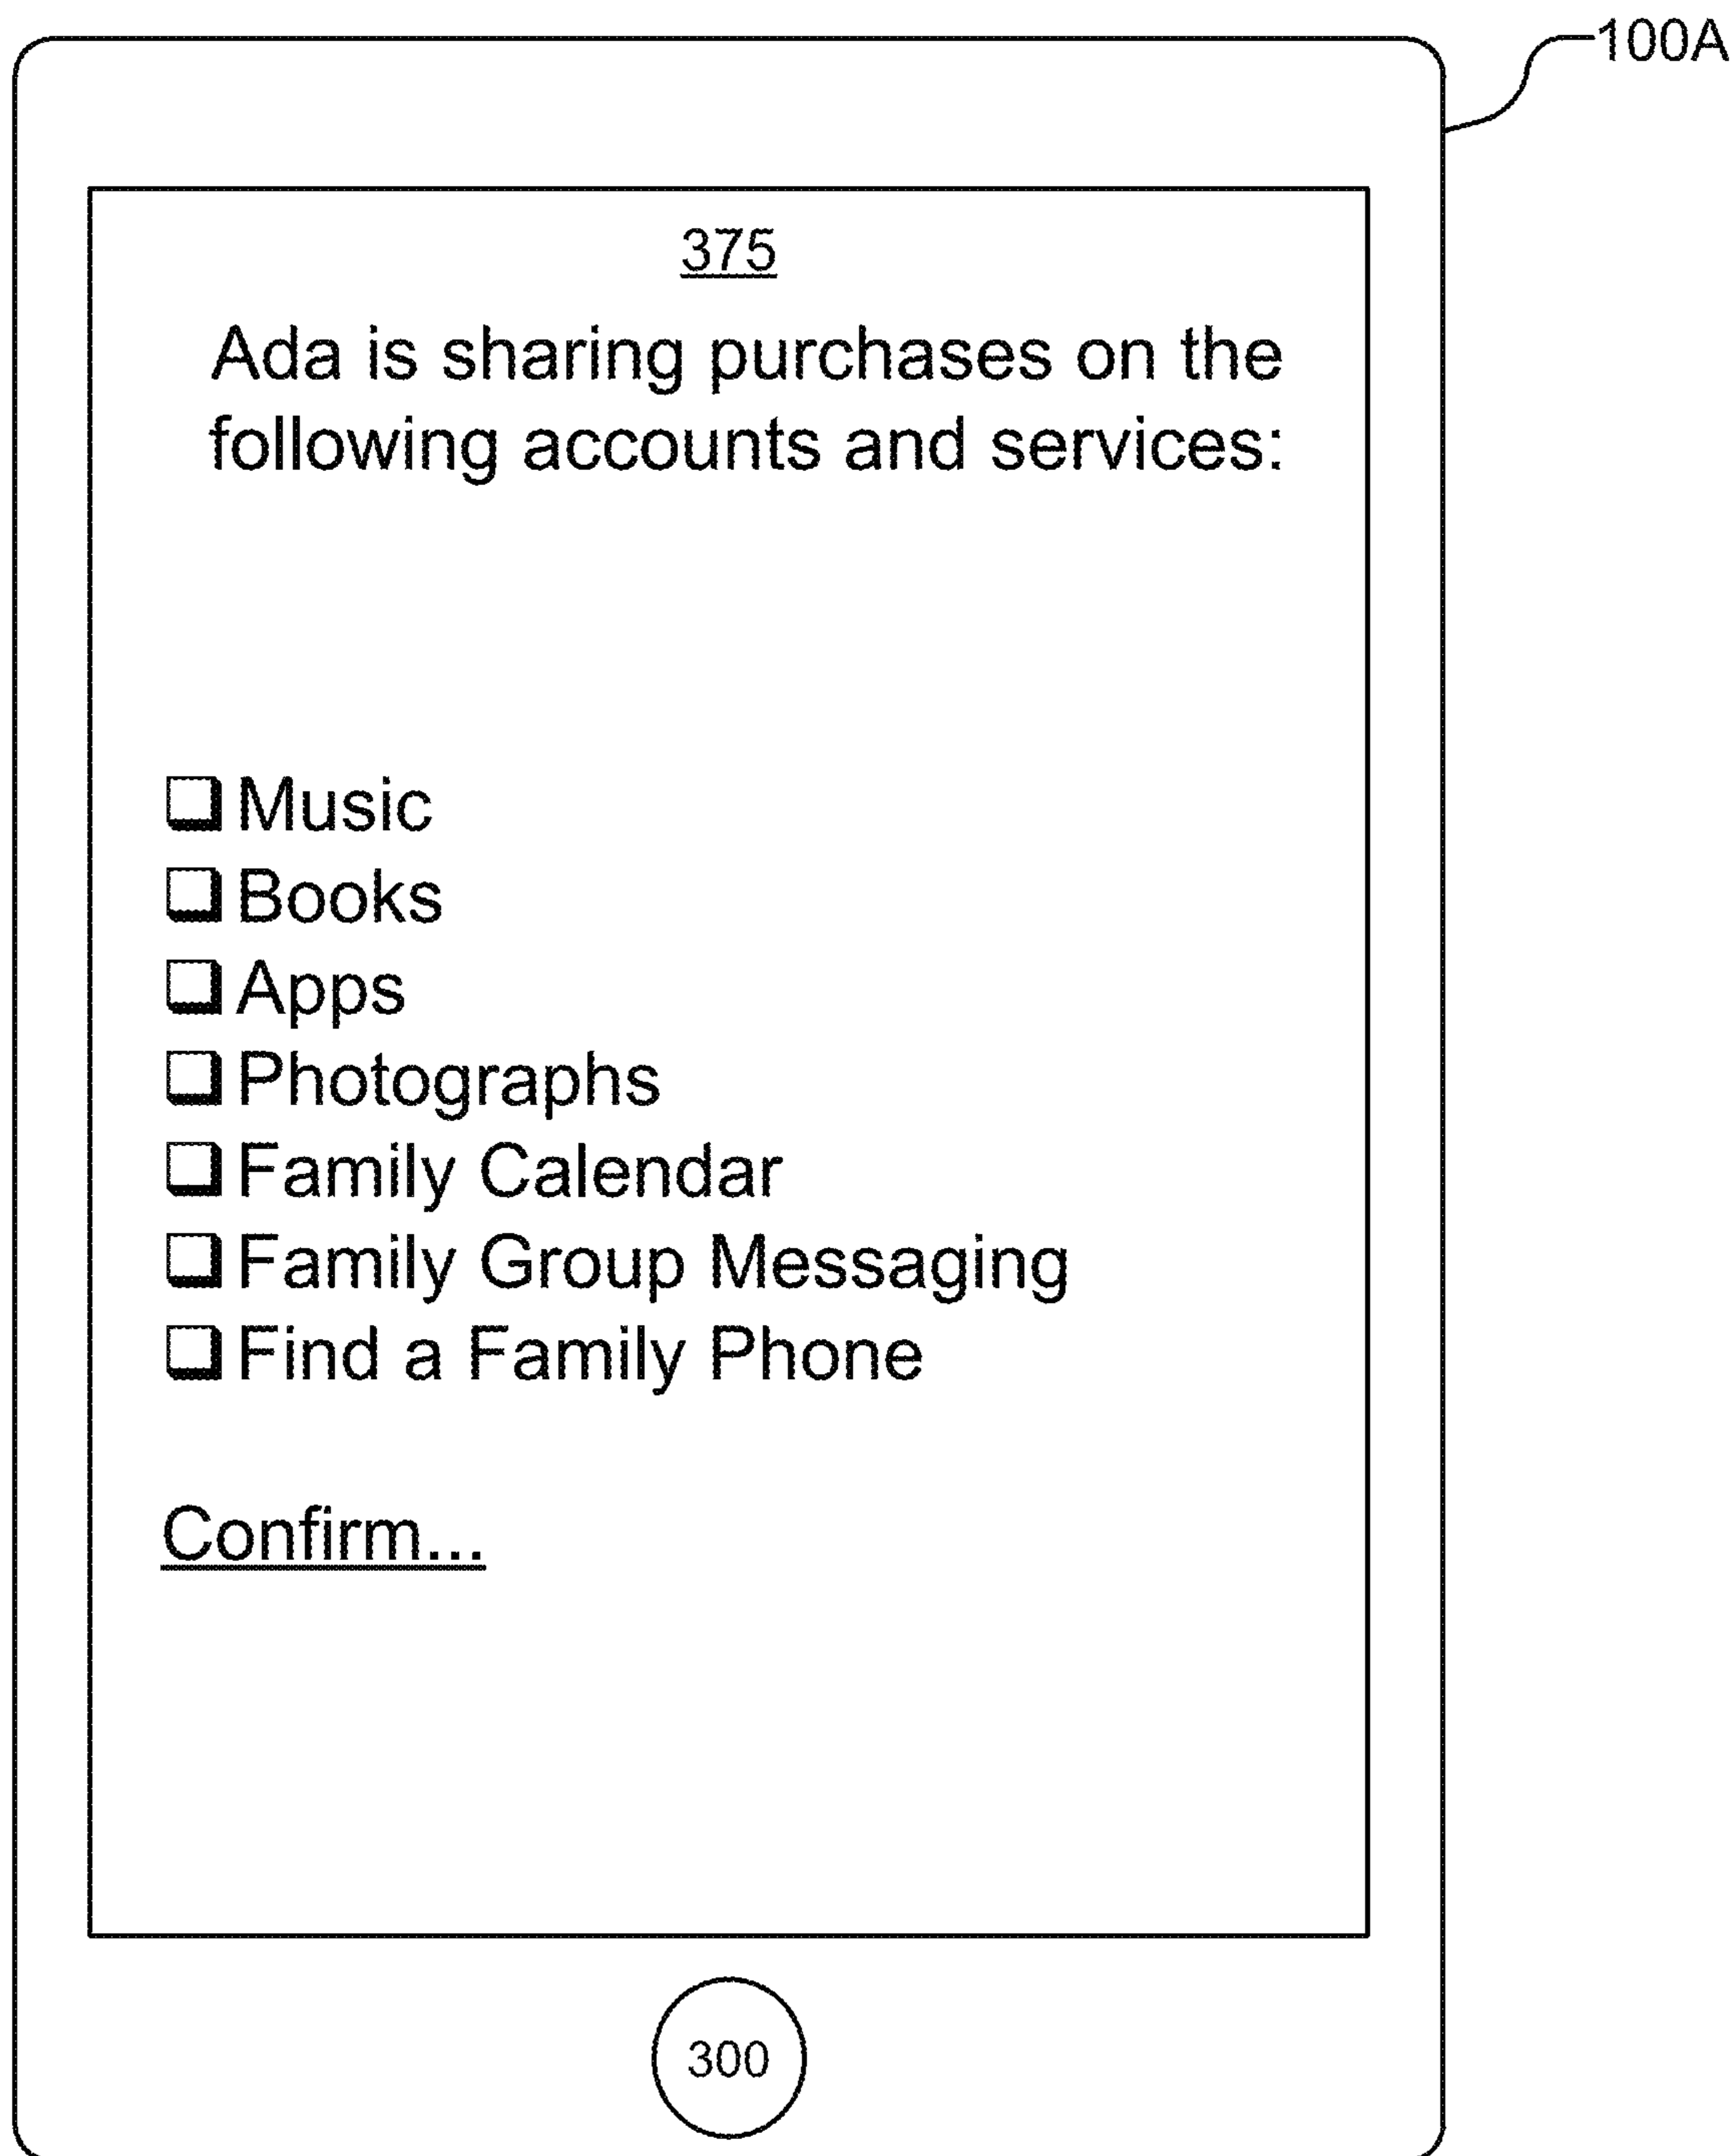 100A
375
Ada is sharing purchases on the
following accounts and services:
Music
Books
Apps
Photographs
Family Calendar
Family Group Messaging
Find a Family Phone
Confirm...
300